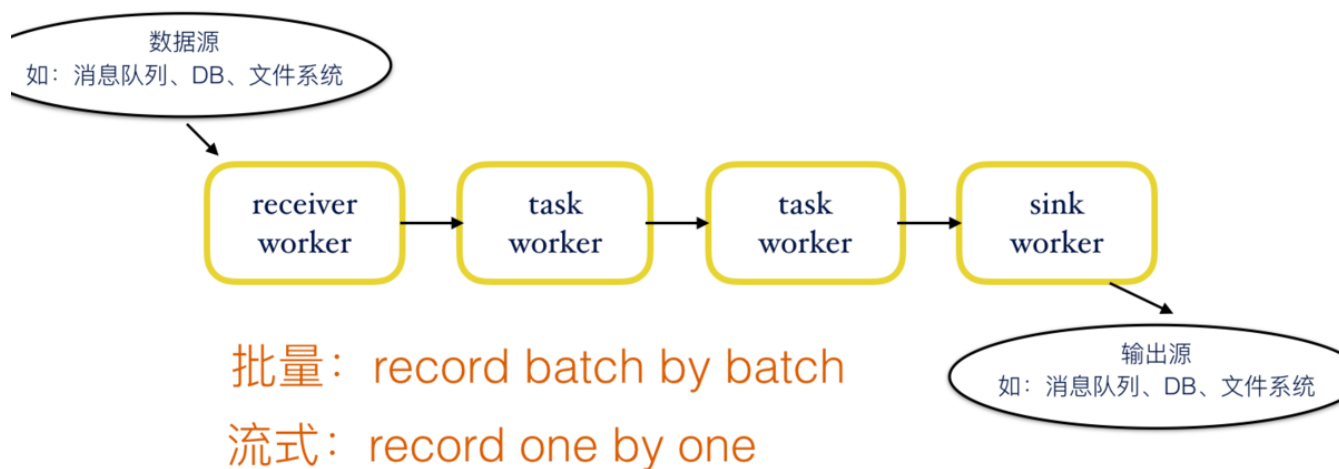 数据源
如：消息队列、DB、文件系统
receiver
worker
task
worker
task
worker
sink
worker
批量：record batch by batch
流式：record one by one
输出源
如：消息队列、DB、文件系统